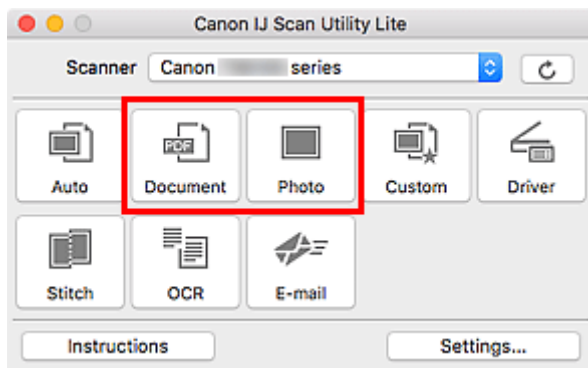 Canon IJ Scan Utility Lite
Scanner Canon series
Auto
PDF
Document
Photo
Custom
Driver
Stitch
OCR
E-mail
Instructions
Settings...